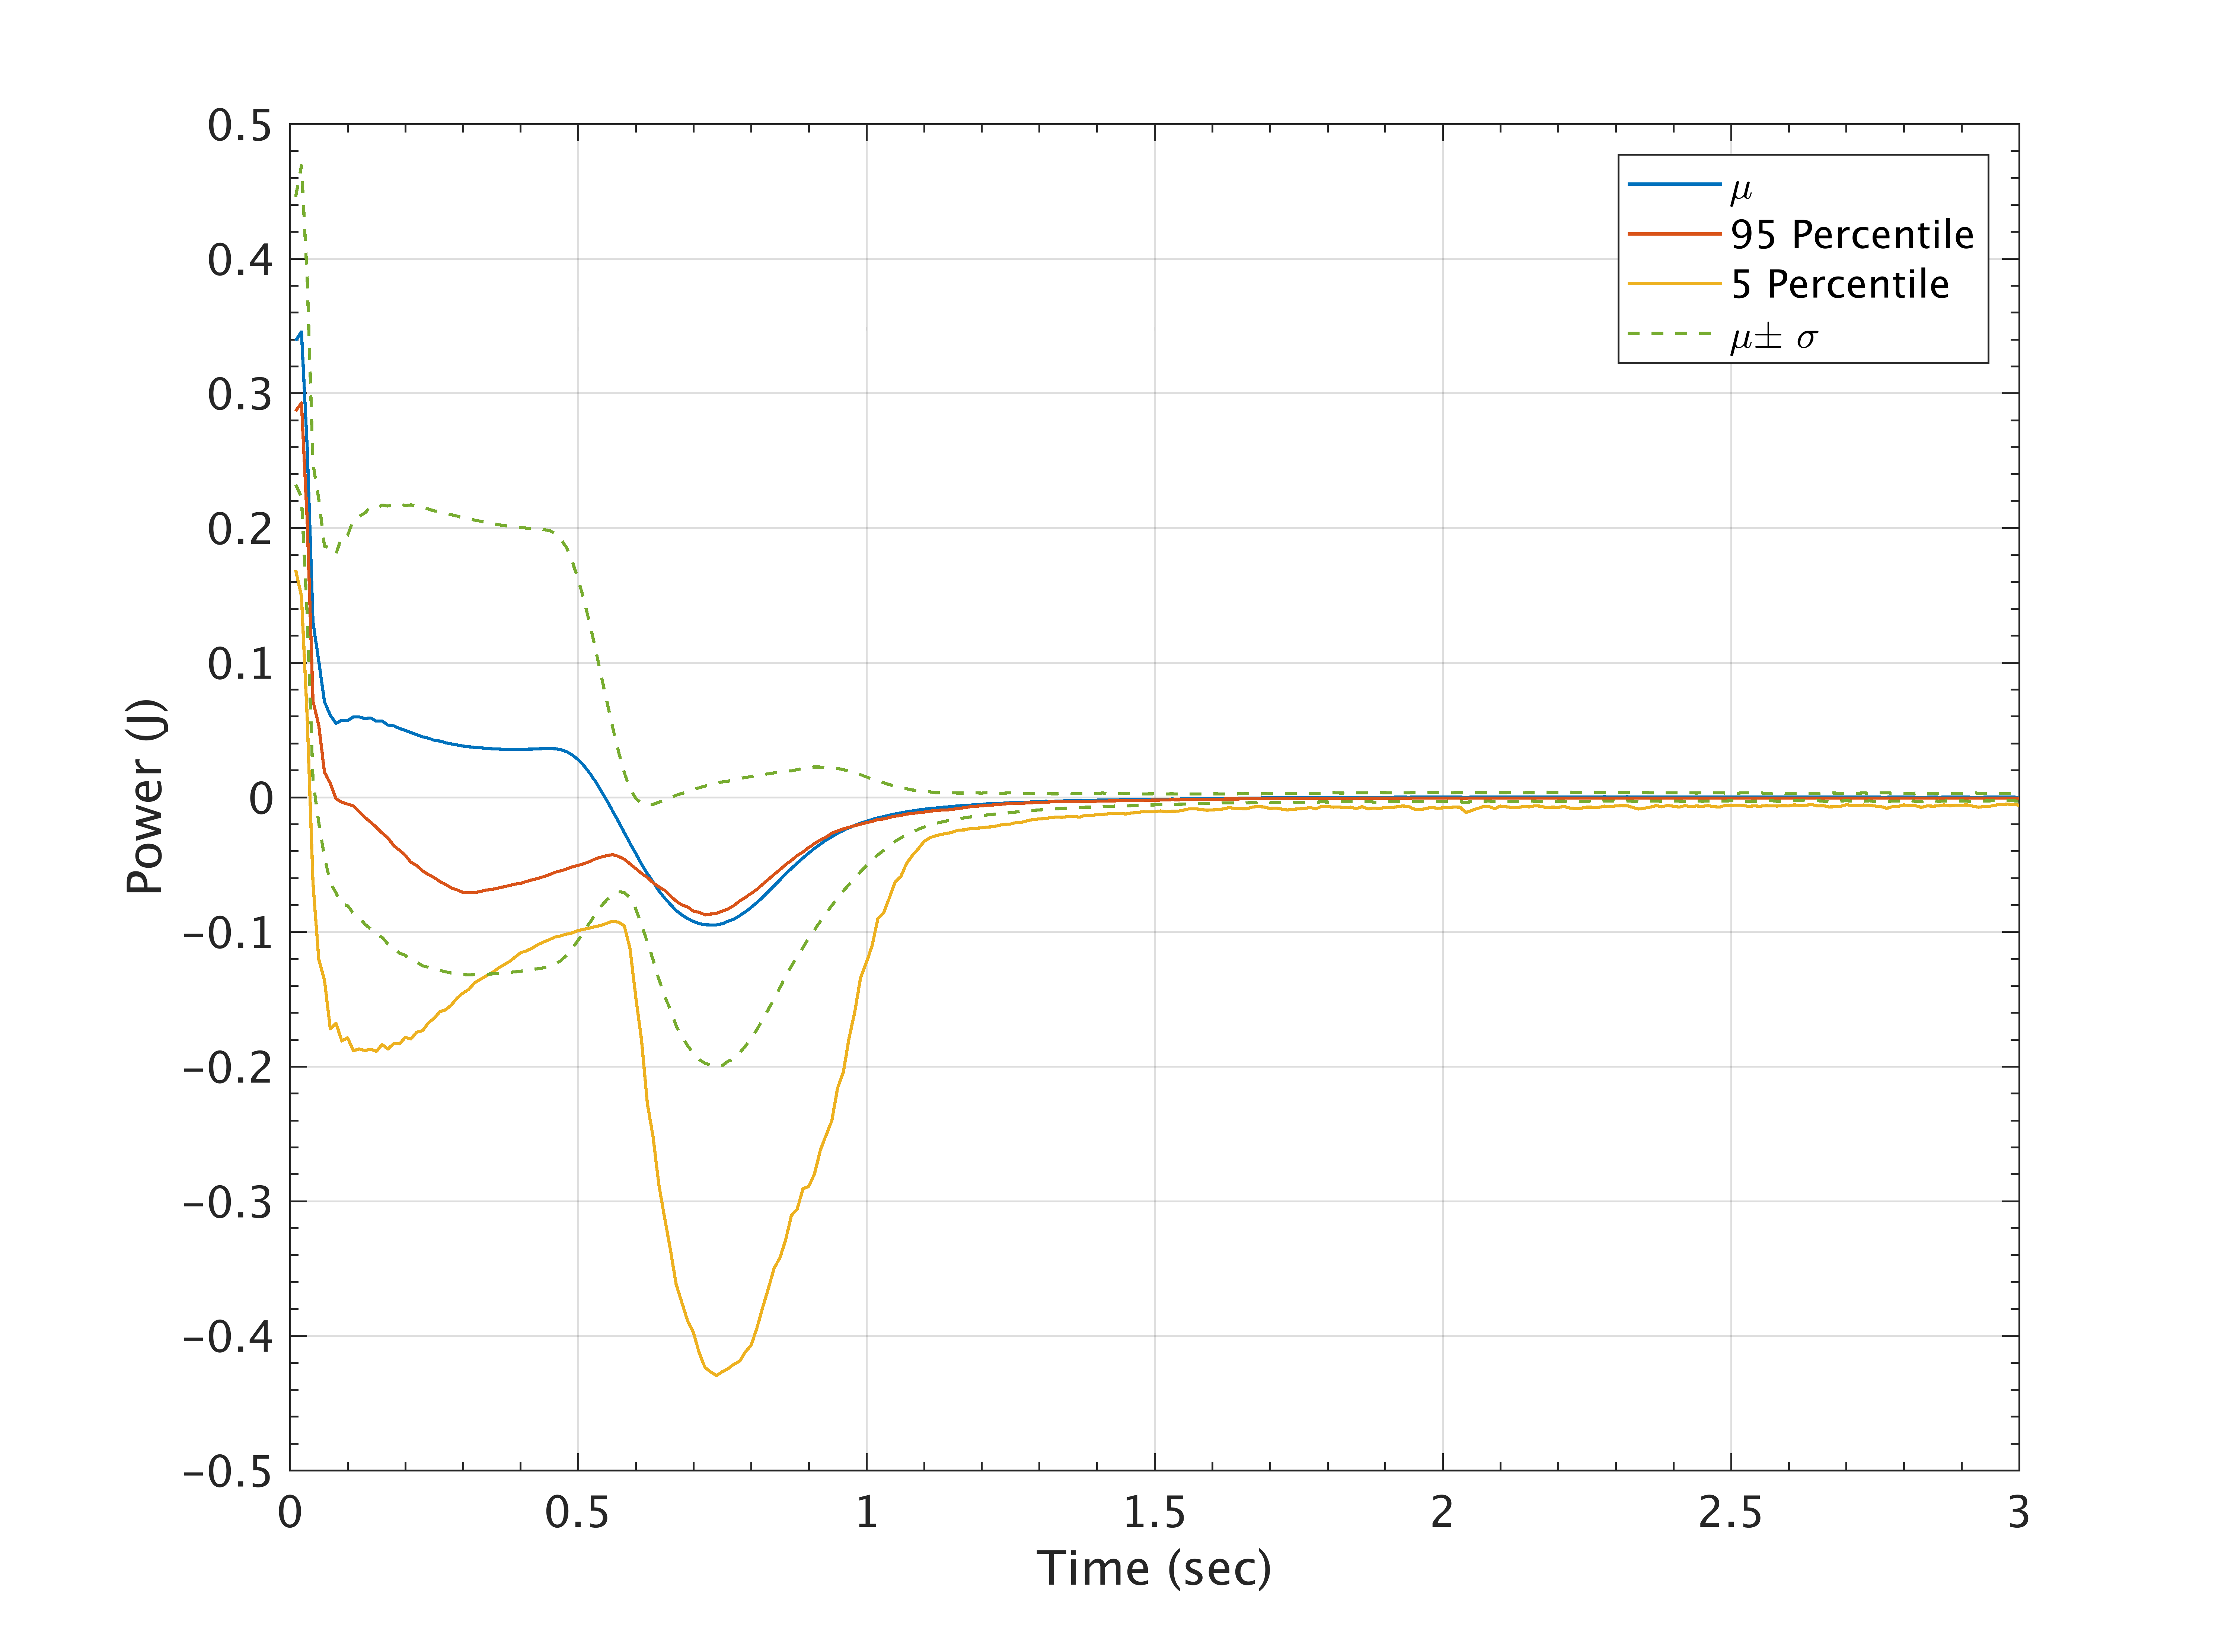 0.5
0.4
0.3
0.2
0.1
0
−0.1
−0.2
−0.3
−0.4
−0.5
Power (J)
μ
95 Percentile
5 Percentile
μ± σ
0 0.5 1 1.5 2 2.5 3
Time (sec)